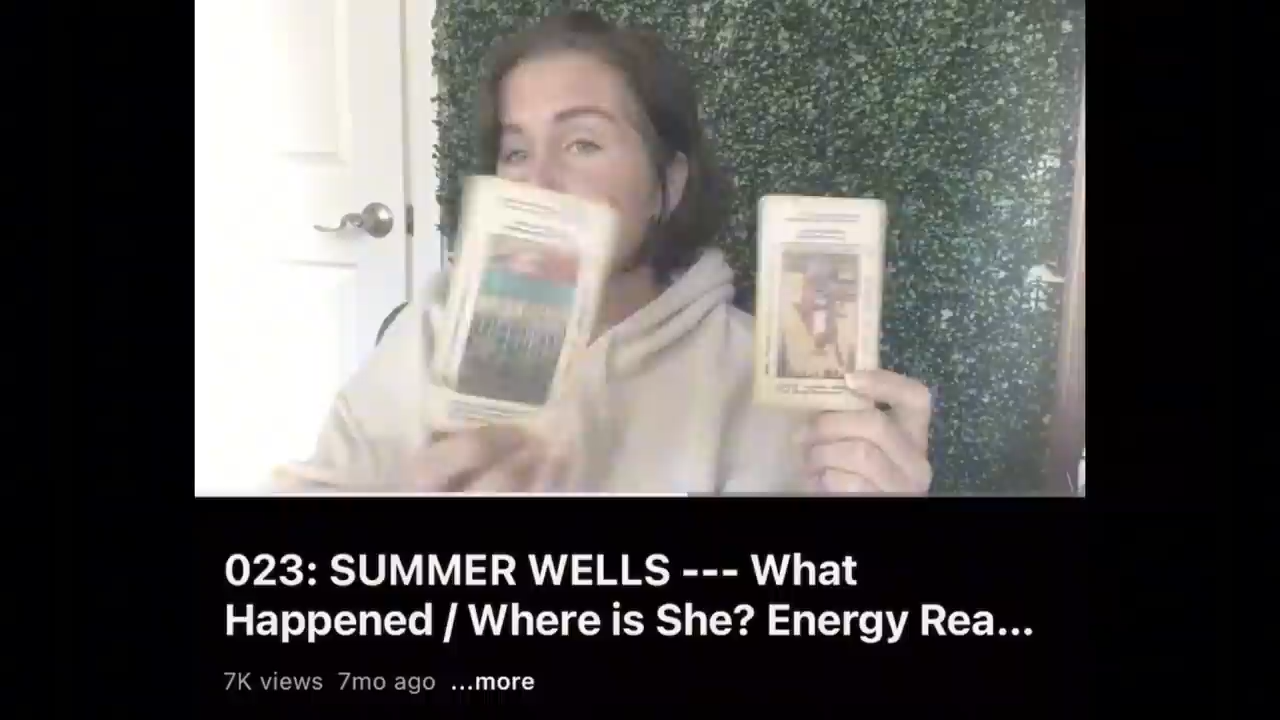 023: SUMMER WELLS --- What
Happened / Where is She? Energy Rea...
7K views 7mo ago ...more